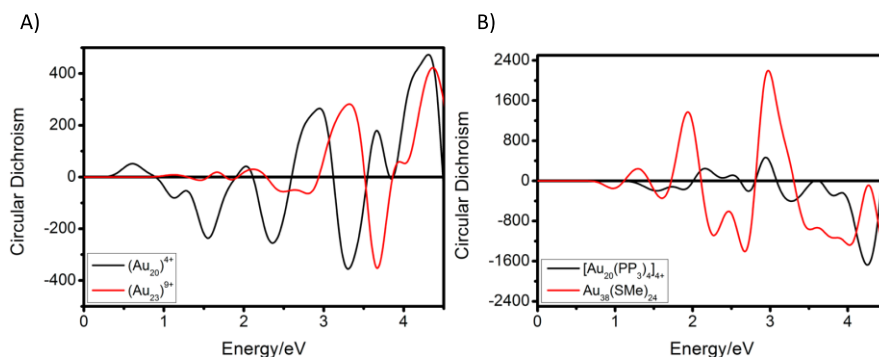 A)
Circular Dichroism
400
200
0
-200
-400
(Au₂₀)⁴⁺
(Au₂₃)⁹⁺
0 1 2 3 4
Energy/eV
B)
Circular Dichroism
2400
1600
800
0
-800
-1600
-2400
[Au₂₀(PP₃)₄]₄₊
Au₃₈(SMe)₂₄
0 1 2 3 4
Energy/eV